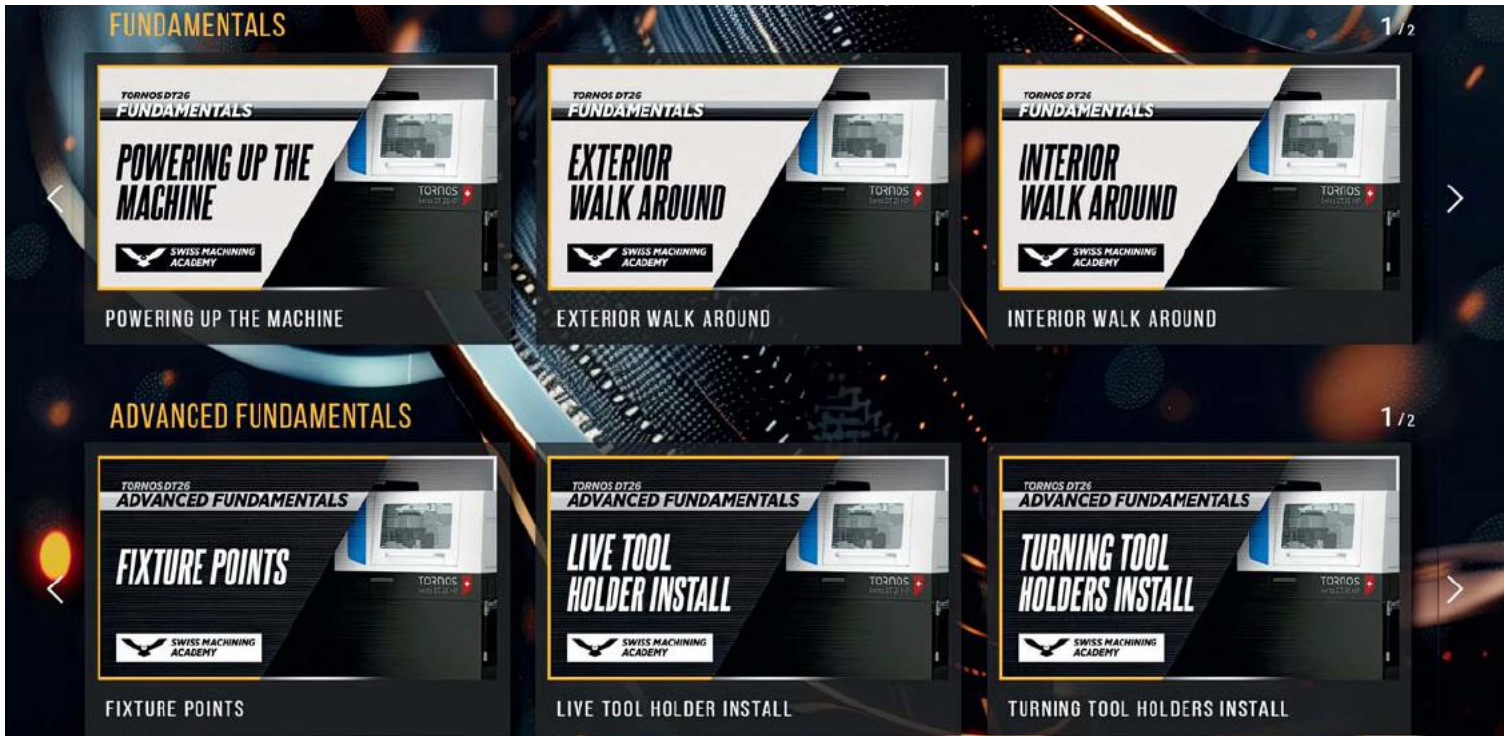 FUNDAMENTALS
1/2
TORNOS DT26
FUNDAMENTALS
POWERING UP THE
MACHINE
TORNOS
SWISS MACHINING
ACADEMY
POWERING UP THE MACHINE
TORNOS DT26
FUNDAMENTALS
EXTERIOR
WALK AROUND
TORNOS
SWISS MACHINING
ACADEMY
EXTERIOR WALK AROUND
TORNOS DT26
FUNDAMENTALS
INTERIOR
WALK AROUND
TORNOS
SWISS MACHINING
ACADEMY
INTERIOR WALK AROUND
ADVANCED FUNDAMENTALS
1/2
TORNOS DT26
ADVANCED FUNDAMENTALS
FIXTURE POINTS
TORNOS
SWISS MACHINING
ACADEMY
FIXTURE POINTS
TORNOS DT26
ADVANCED FUNDAMENTALS
LIVE TOOL
HOLDER INSTALL
TORNOS
SWISS MACHINING
ACADEMY
LIVE TOOL HOLDER INSTALL
TORNOS DT26
ADVANCED FUNDAMENTALS
TURNING TOOL
HOLDERS INSTALL
TORNOS
SWISS MACHINING
ACADEMY
TURNING TOOL HOLDERS INSTALL